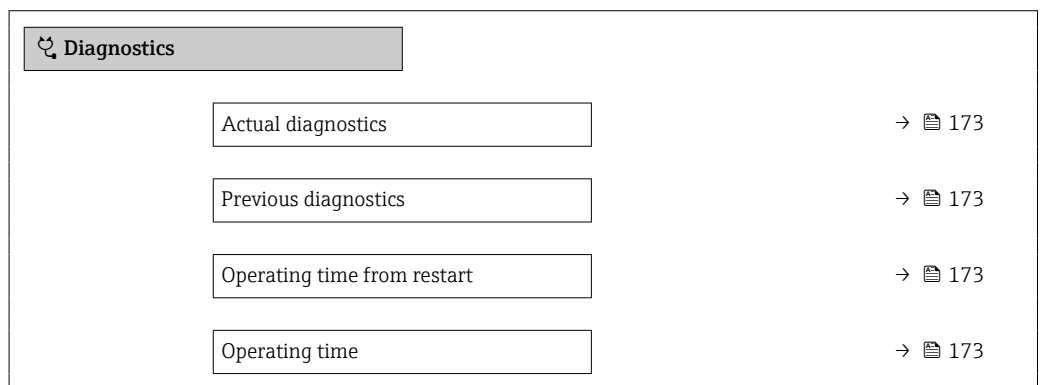 Diagnostics
Actual diagnostics → 173
Previous diagnostics → 173
Operating time from restart → 173
Operating time → 173